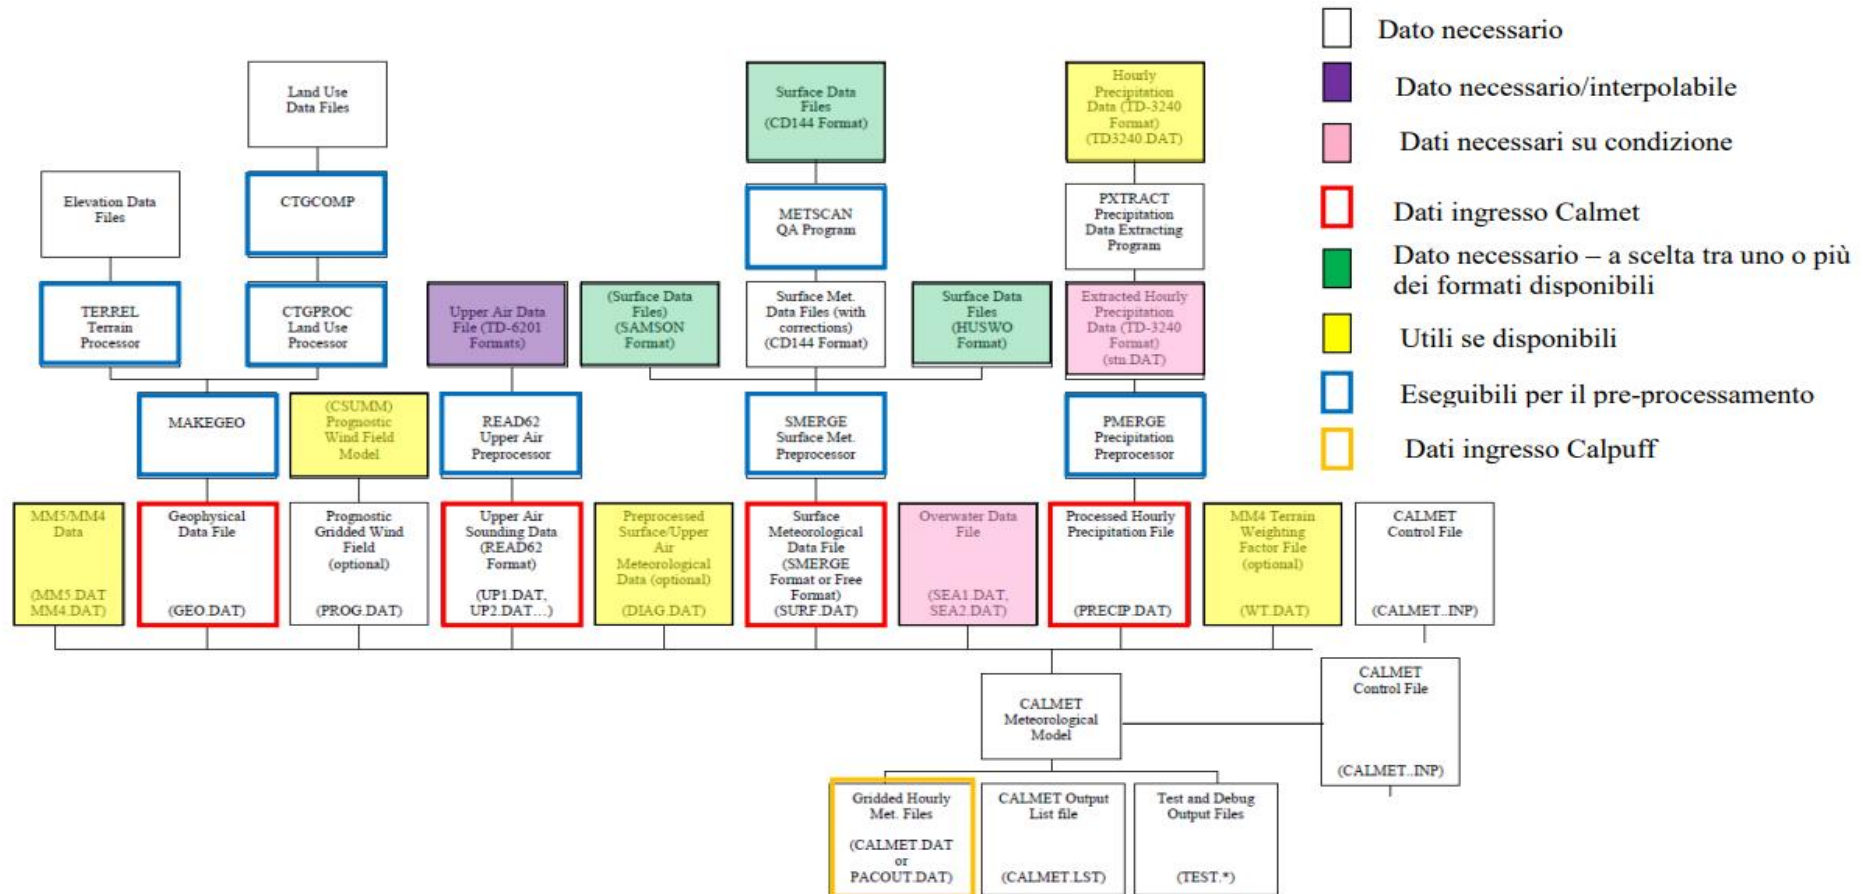 Land Use
Data Files
Surface Data
Files
(CD144 Format)
Hourly
Precipitation
Data (TD-3240
Format)
(TD3240.DAT)
Elevation Data
Files
CTGCOMP
METSCAN
QA Program
PXTRACT
Precipitation
Data Extracting
Program
TERREL
Terrain
Processor
CTGPROC
Land Use
Processor
Upper Air Data
File (TD-6201
Formats)
(Surface Data
Files)
(SAMSON
Format)
Surface Met.
Data Files (with
corrections)
(CD144 Format)
Surface Data
Files
(HUSWO
Format)
Extracted Hourly
Precipitation
Data (TD-3240
Format)
(stn.DAT)
MAKEGEO
(CSUMM)
Prognostic
Wind Field
Model
READ62
Upper Air
Preprocessor
SMERGE
Surface Met.
Preprocessor
PMERGE
Precipitation
Preprocessor
MM5/MM4
Data
(MM5.DAT
MM4.DAT)
Geophysical
Data File
(GEO.DAT)
Prognostic
Gridded Wind
Field
(optional)
(PROG.DAT)
Upper Air
Sounding Data
(READ62
Format)
(UP1.DAT,
UP2.DAT…)
Preprocessed
Surface/Upper
Air
Meteorological
Data (optional)
(DIAG.DAT)
Surface
Meteorological
Data File
(SMERGE
Format or Free
Format)
(SURF.DAT)
Overwater Data
File
(SEA1.DAT,
SEA2.DAT)
Processed Hourly
Precipitation File
(PRECIP.DAT)
MM4 Terrain
Weighting
Factor File
(optional)
(WT.DAT)
CALMET
Control File
(CALMET..INP)
CALMET
Meteorological
Model
CALMET
Control File
(CALMET..INP)
Gridded Hourly
Met. Files
(CALMET.DAT
or
PACOUT.DAT)
CALMET Output
List file
(CALMET.LST)
Test and Debug
Output Files
(TEST.*)
Dato necessario
Dato necessario/interpolabile
Dati necessari su condizione
Dati ingresso Calmet
Dato necessario – a scelta tra uno o più
dei formati disponibili
Utili se disponibili
Eseguibili per il pre-processamento
Dati ingresso Calpuff